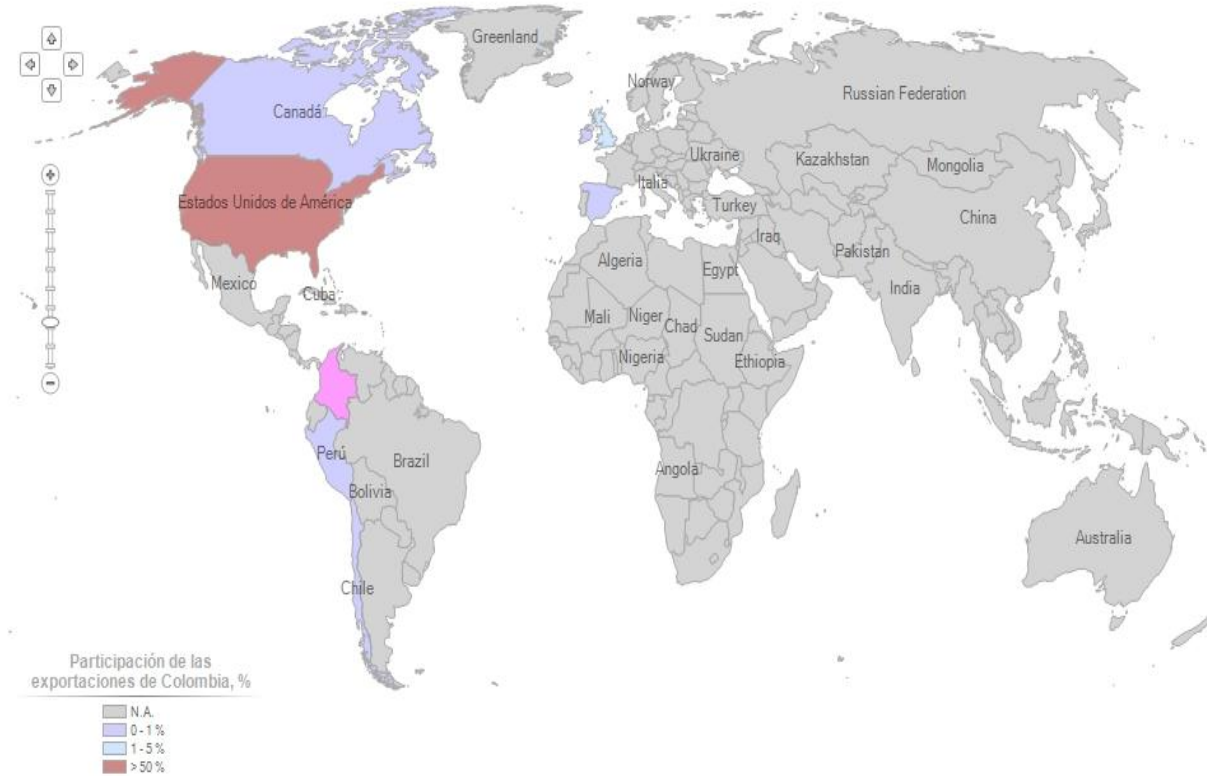 Greenland
Norway
Russian Federation
Canadá
Ukraine
Kazakhstan
Mongolia
Italia
Estados Unidos de América
Turkey
China
Iraq
Pakistan
Algeria
Egypt
Mexico
India
Cuba
Mali
Niger
Chad
Sudan
Nigeria
Ethiopia
Perú
Brazil
Angola
Bolivia
Australia
Chile
Participación de las
exportaciones de Colombia, %
N.A.
0 - 1 %
1 - 5 %
> 50 %